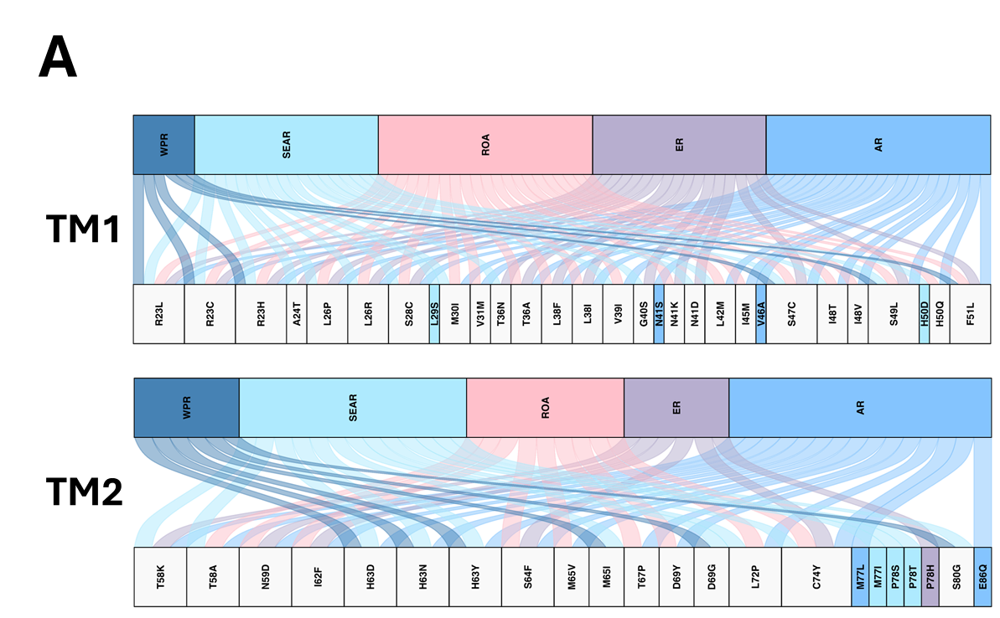 A
WPR SEAR ROA ER AR
TM1
R23L R23C R23H A24T L26P L26R S28C L29S M30I V31M T36N T36A L38F L38I V39I G40S N41S N41K N41D L42M I45M V46A S47C I48T I48V S49L H50D H50Q F51L
WPR SEAR ROA ER AR
TM2
T58K T58A N59D I62F H63D H63N H63Y S64F M65V M65I T67P D69Y D69G L72P C74Y M77L M77I P78S P78T P78H S80G E86Q